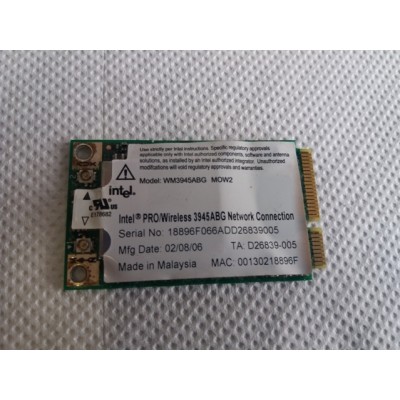 Use strictly per Intel instructions. Specific regulatory approvals
applicable only to Intel authorized components, software and antenna
solutions, as installed by an Intel authorized integrator. Unauthorized
modifications will void regulatory approvals and warranties.
Model: WM3945ABG MOW2
intel®
Intel® PRO/Wireless 3945ABG Network Connection
Serial No: 18896F066ADD26839005
Mfg Date: 02/08/06 TA: D26839-005
Made in Malaysia MAC: 00130218896F